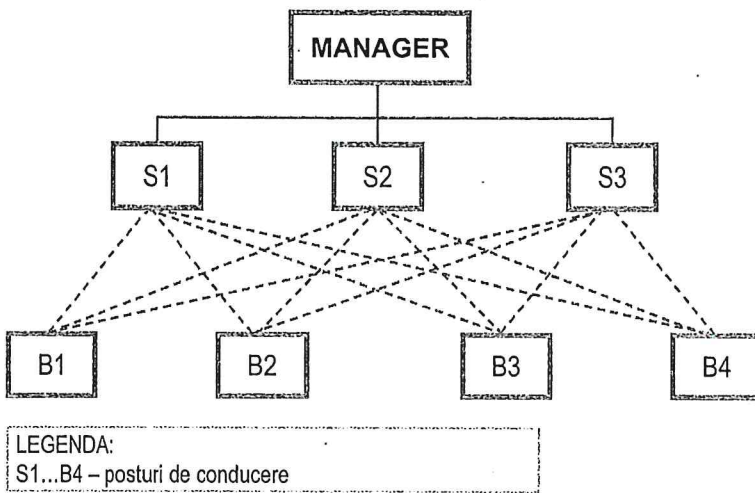 MANAGER
S1 S2 S3
B1 B2 B3 B4
LEGENDA:
S1...B4 – posturi de conducere